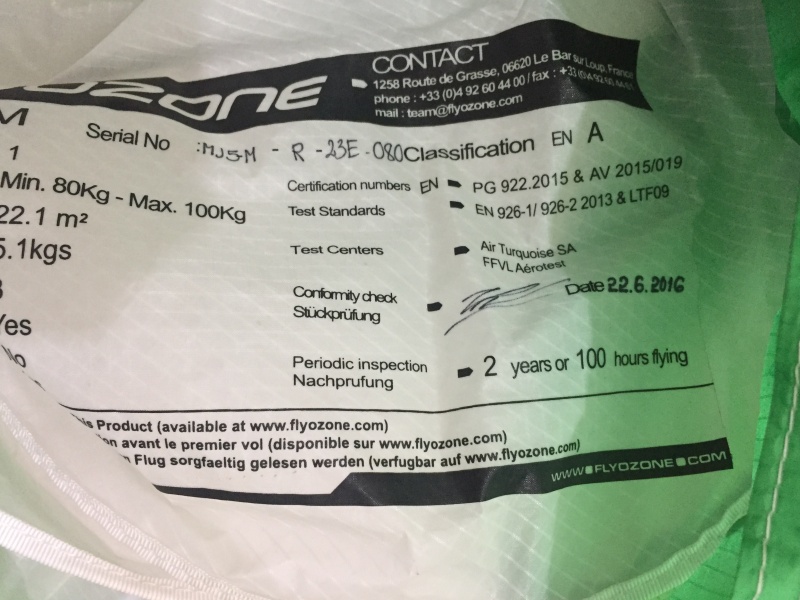 OZONE
CONTACT
1258 Route de Grasse, 06620 Le Bar sur Loup, France
phone : +33 (0)4 92 60 44 00 / fax :
mail : team@flyozone.com
M
Serial No :MJ5M - R - 23E - 080 Classification EN A
1
Certification numbers EN PG 922.2015 & AV 2015/019
Min. 80Kg - Max. 100Kg
Test Standards EN 926-1/ 926-2 2013 & LTF09
22.1 m²
5.1kgs
Test Centers Air Turquoise SA
FFVL Aérotest
Conformity check Date 22.6.2016
Stückprüfung
Yes
No
Periodic inspection 2 years or 100 hours flying
Nachprufung
Product (available at www.flyozone.com)
avant le premier vol (disponible sur www.flyozone.com)
Flug sorgfaeltig gelesen werden (verfugbar auf www.flyozone.com)
WWW.FLYOZONE.COM